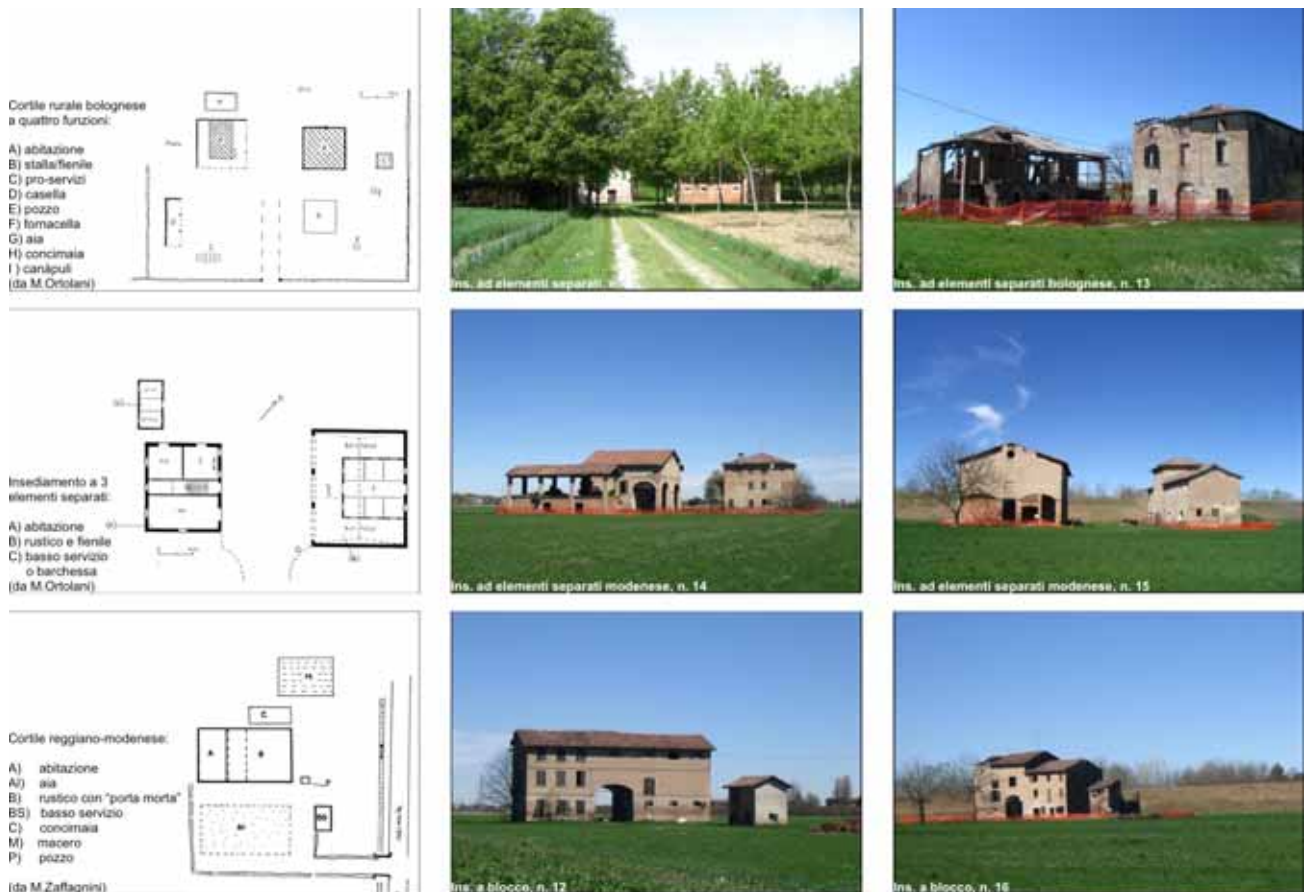 Cortile rurale bolognese
a quattro funzioni:
A) abitazione
B) stalla/fienile
C) pro-servizi
D) casella
E) pozzo
F) fornacella
G) aia
H) concimaia
I ) canàpuli
(da M.Ortolani)
Ins. ad elementi separati
Ins. ad elementi separati bolognese, n. 13
Insediamento a 3
elementi separati:
A) abitazione
B) rustico e fienile
C) basso servizio
o barchessa
(da M.Ortolani)
Ins. ad elementi separati modenese, n. 14
Ins. ad elementi separati modenese, n. 15
Cortile reggiano-modenese:
A) abitazione
AI) aia
B) rustico con "porta morta"
BS) basso servizio
C) concimaia
M) macero
P) pozzo
(da M.Zaffagnini)
A
B
C
BS
Ins. a blocco, n. 12
Ins. a blocco, n. 16